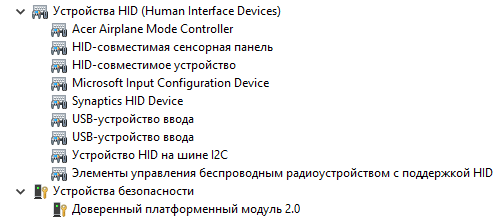 Устройства HID (Human Interface Devices)
Acer Airplane Mode Controller
HID-совместимая сенсорная панель
HID-совместимое устройство
Microsoft Input Configuration Device
Synaptics HID Device
USB-устройство ввода
USB-устройство ввода
Устройство HID на шине I2C
Элементы управления беспроводным радиоустройством с поддержкой HID
Устройства безопасности
Доверенный платформенный модуль 2.0